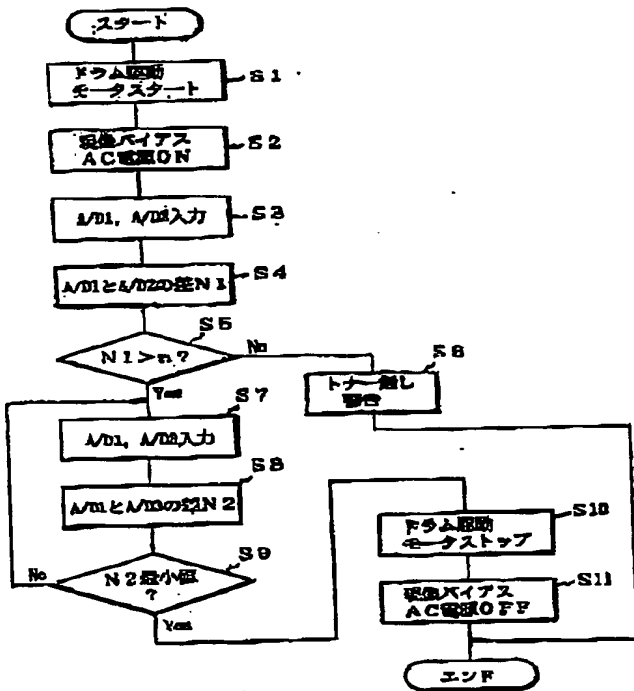 スタート
ドラム駆動
モータスタート
S1
現像バイアス
AC電源ON
S2
A/D1, A/D2入力
S3
A/D1とA/D2の差N1
S4
N1>n?
S5
No
Yes
トナー無し
警告
S6
A/D1, A/D3入力
S7
A/D1とA/D3の差N2
S8
N2最小値
?
S9
No
Yes
ドラム駆動
モータストップ
S10
現像バイアス
AC電源OFF
S11
エンド